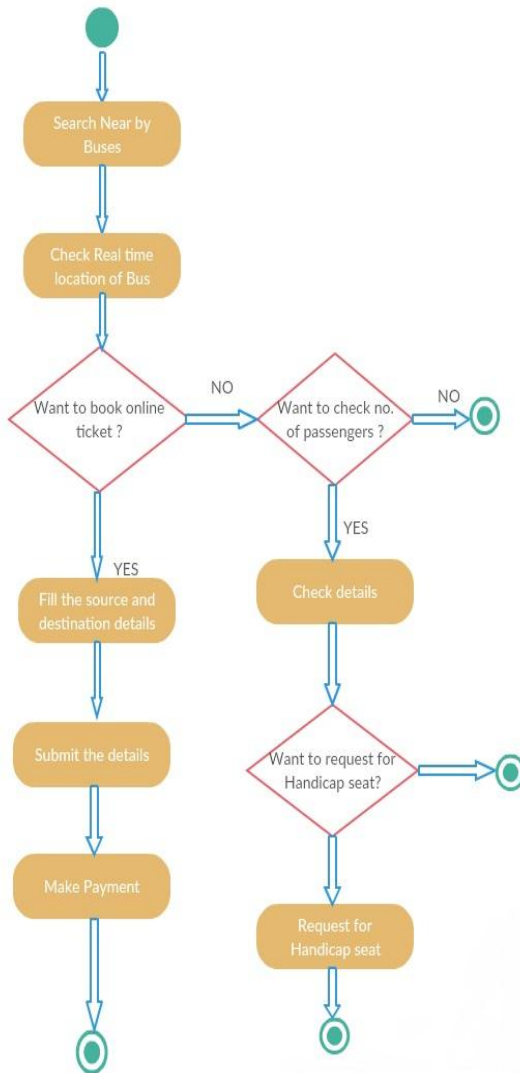 Search Near by
Buses
Check Real time
location of Bus
Want to book online
ticket ?
NO
Want to check no.
of passengers ?
NO
YES
Fill the source and
destination details
YES
Check details
Submit the details
Want to request for
Handicap seat?
Make Payment
Request for
Handicap seat